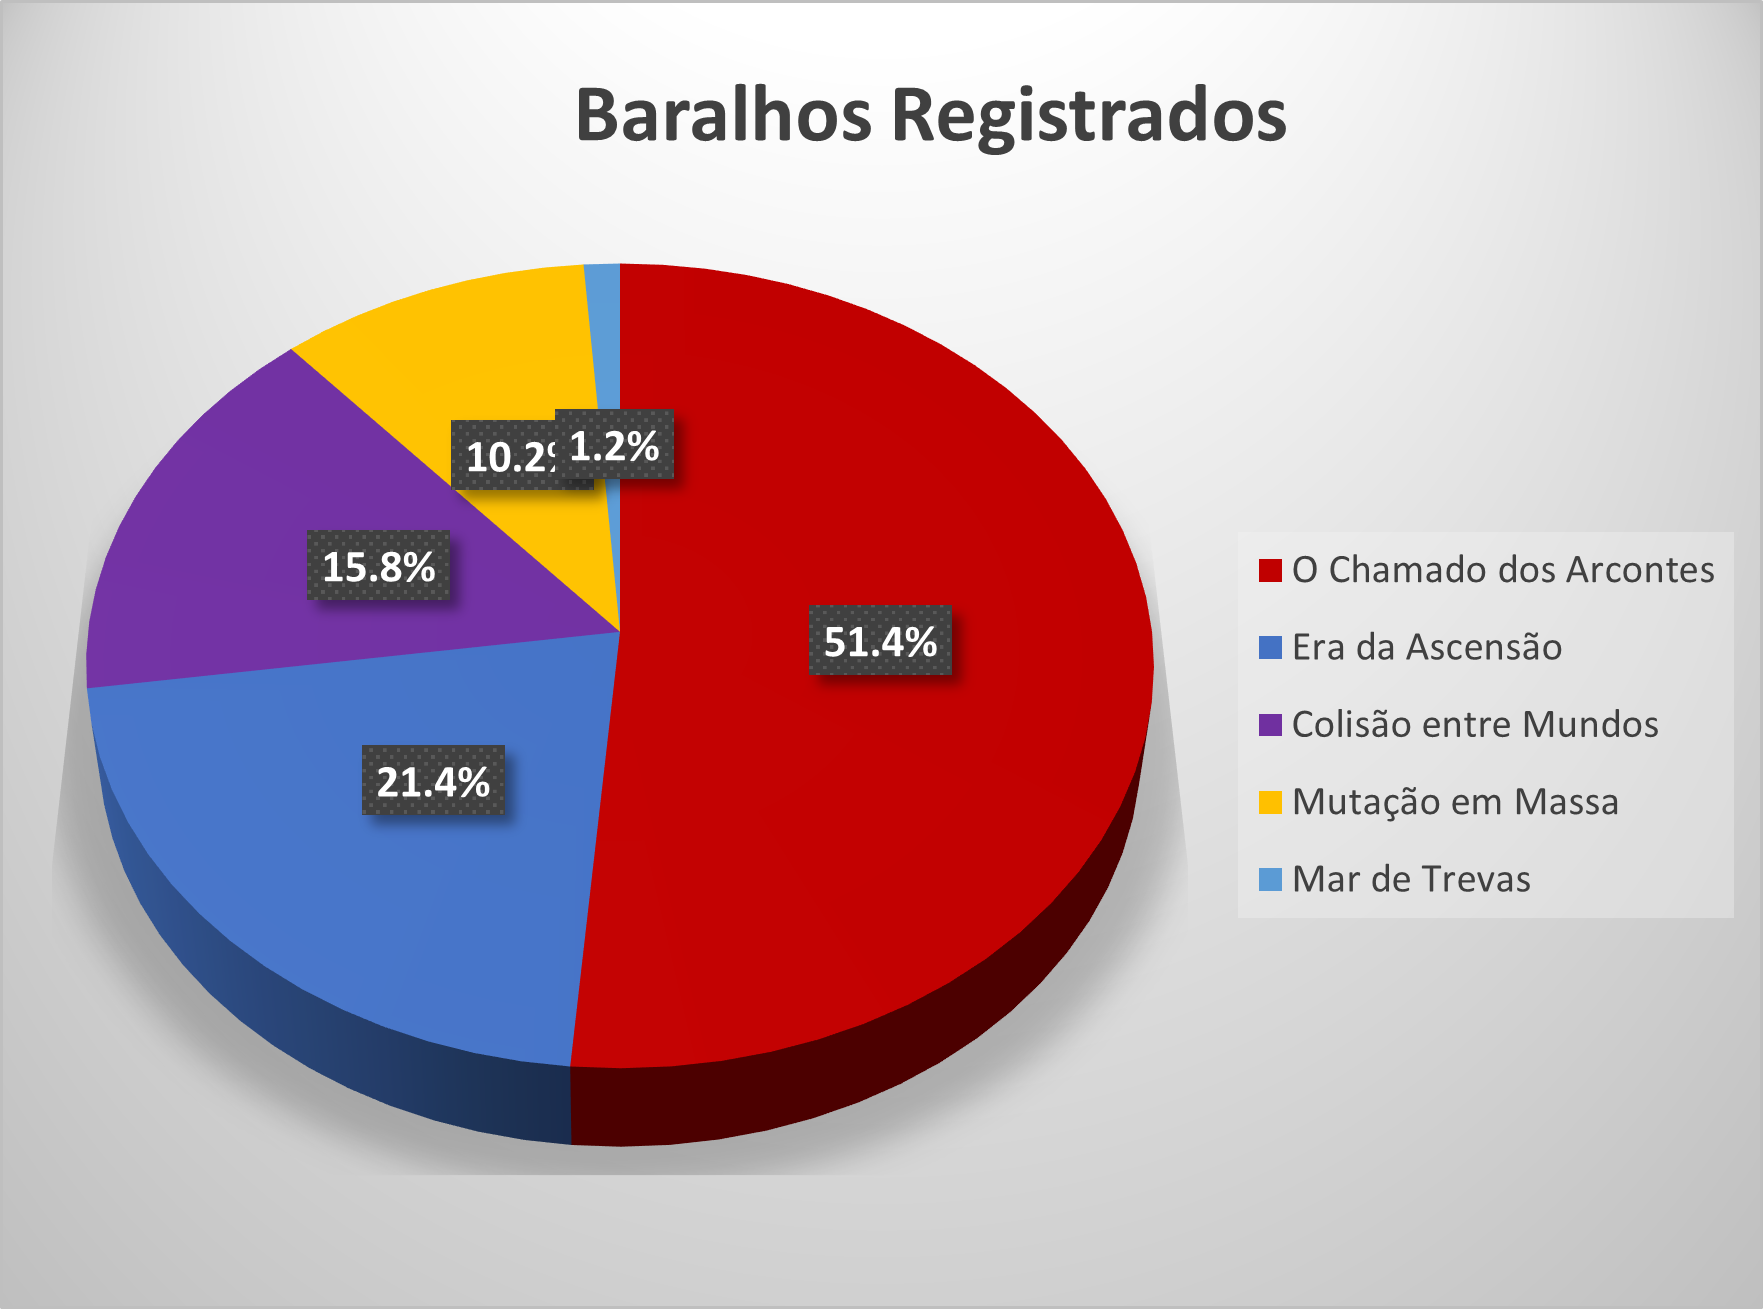 Baralhos Registrados
10.2%
1.2%
15.8%
51.4%
21.4%
O Chamado dos Arcontes
Era da Ascensão
Colisão entre Mundos
Mutação em Massa
Mar de Trevas